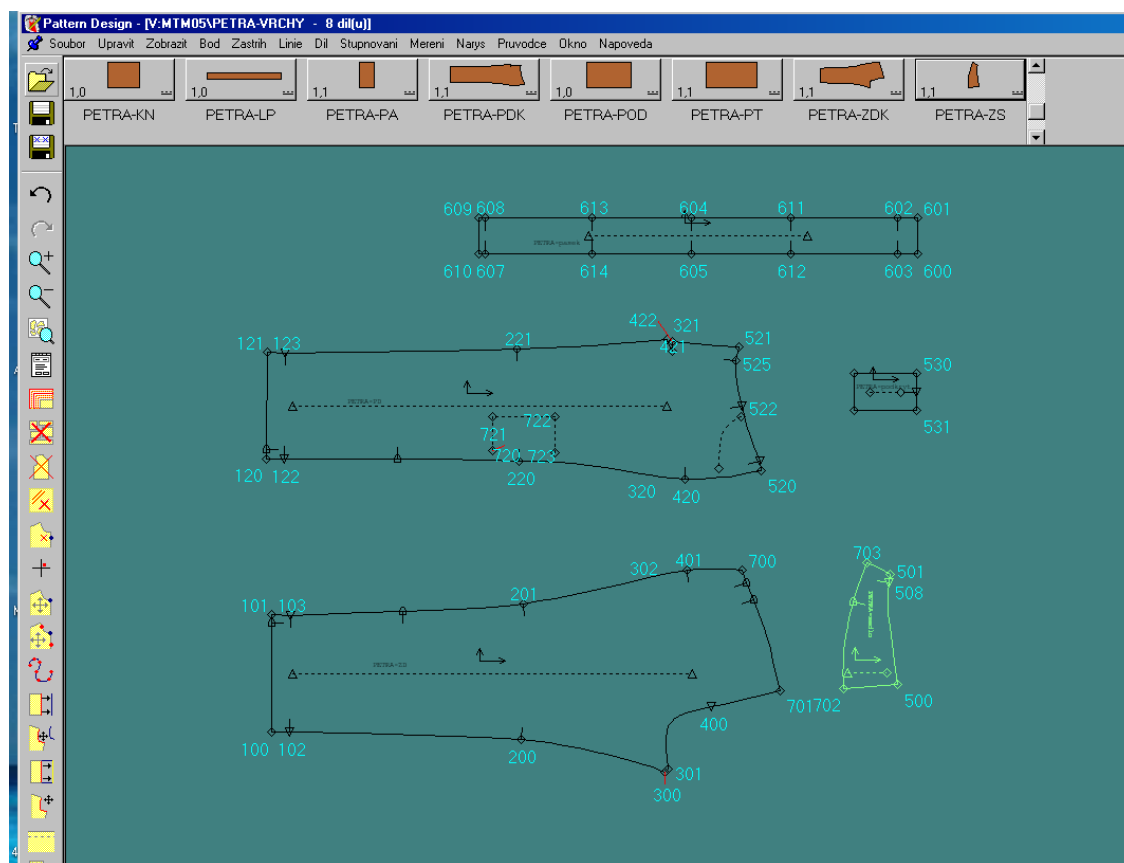 Pattern Design - [V:MTM05\PETRA-VRCHY - 8 dil(u)]
Soubor Upravit Zobrazit Bod Zastrih Linie Dil Stupnovani Mereni Narys Pruvodce Okno Napoveda
1,0 1,0 1,1 1,1 1,0 1,1 1,1 1,1
PETRA-KN PETRA-LP PETRA-PA PETRA-PDK PETRA-POD PETRA-PT PETRA-ZDK PETRA-ZS
609 608 613 604 611 602 601
610 607 614 605 612 603 600
422 321
121 123 221 421 521
525
530
722 522
721
531
720 723
120 122 220 320 420 520
703
302 401 700 501
508
101 103 201
701 702 500
400
100 102 200
301
300